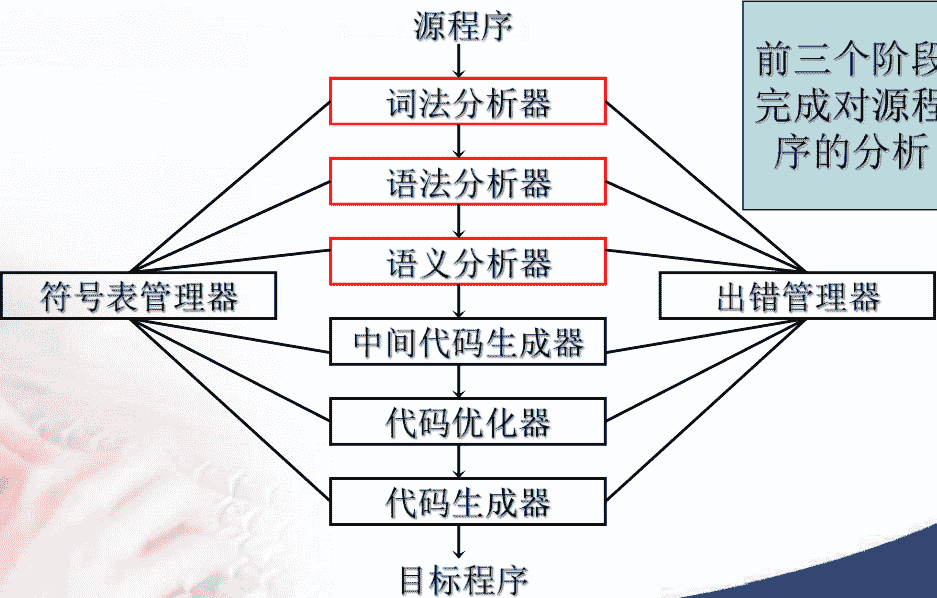 源程序
前三个阶段
完成对源程
序的分析
词法分析器
语法分析器
语义分析器
符号表管理器
出错管理器
中间代码生成器
代码优化器
代码生成器
目标程序